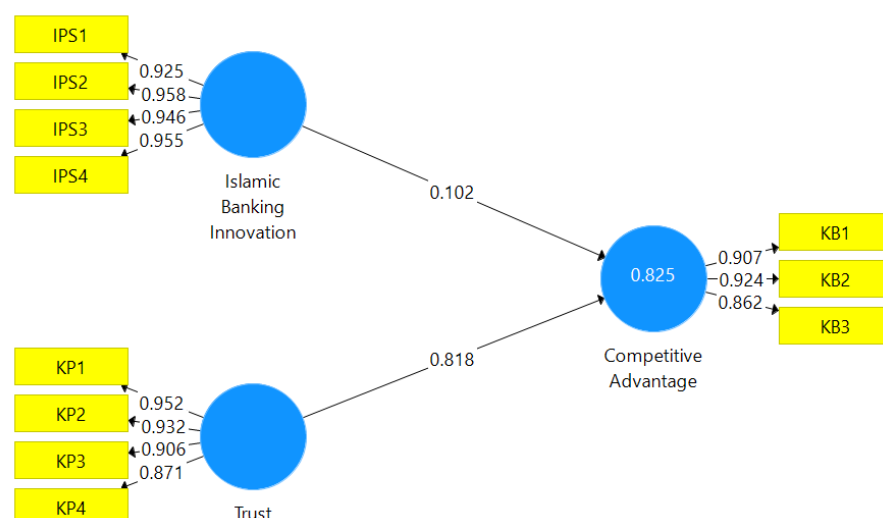 IPS1
IPS2
IPS3
IPS4
0.925
0.958
0.946
0.955
Islamic
Banking
Innovation
0.102
0.825
Competitive
Advantage
0.907
0.924
0.862
KB1
KB2
KB3
0.818
KP1
KP2
KP3
KP4
0.952
0.932
0.906
0.871
Trust